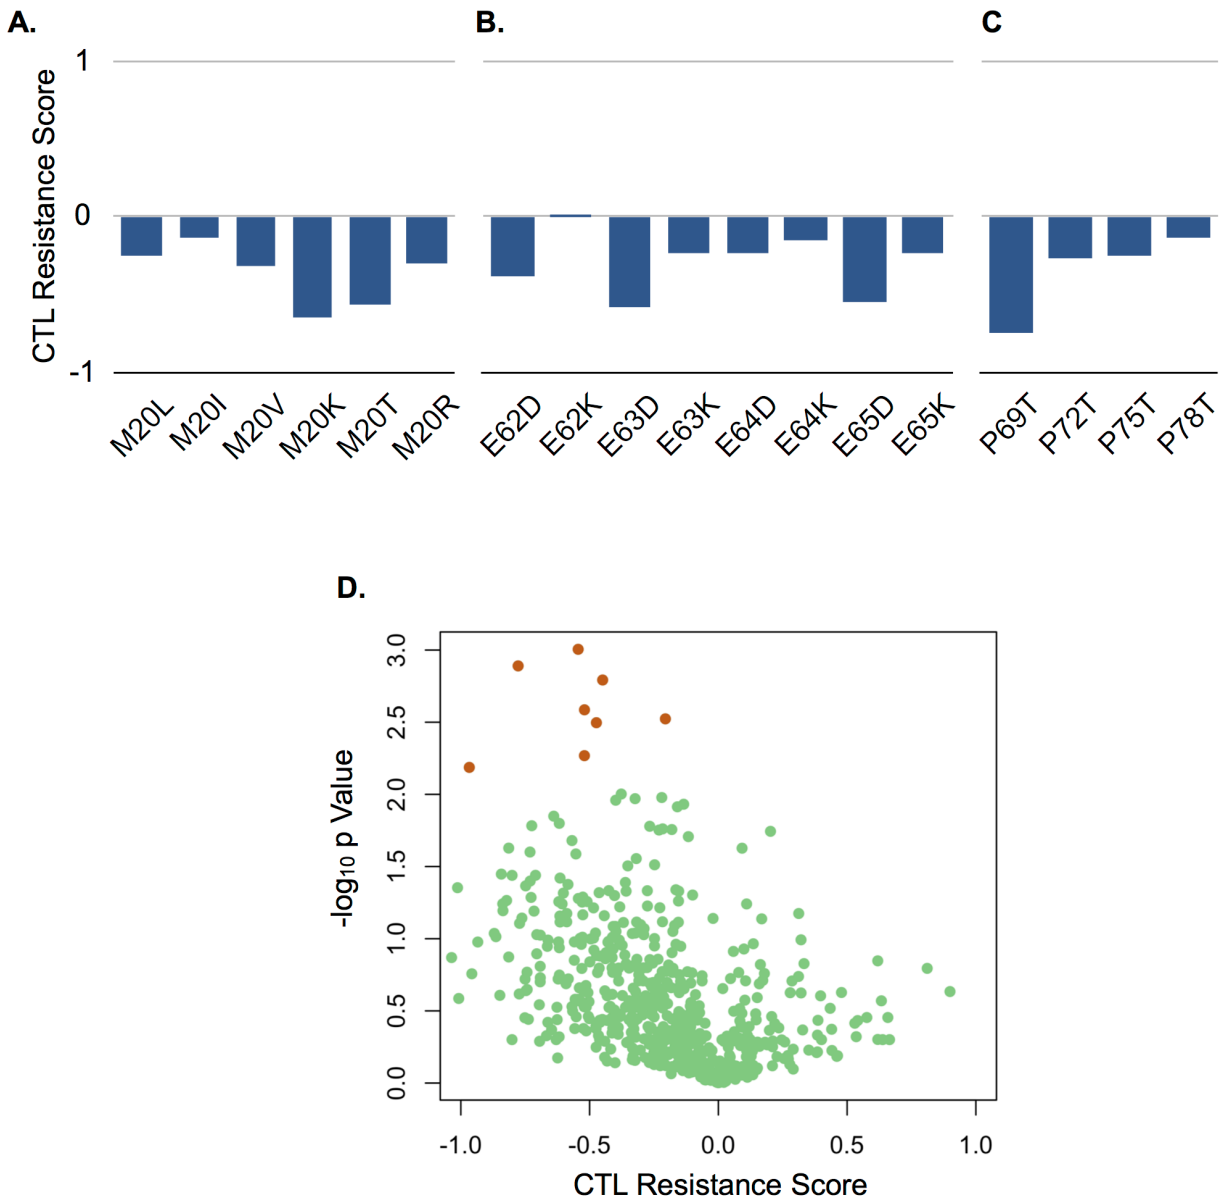 A.
B.
C
CTL Resistance Score
1
0
-1
M20L
M20I
M20V
M20K
M20T
M20R
E62D
E62K
E63D
E63K
E64D
E64K
E65D
E65K
P69T
P72T
P75T
P78T
D.
-log₁₀ p Value
3.0
2.5
2.0
1.5
1.0
0.5
0.0
-1.0
-0.5
0.0
0.5
1.0
CTL Resistance Score